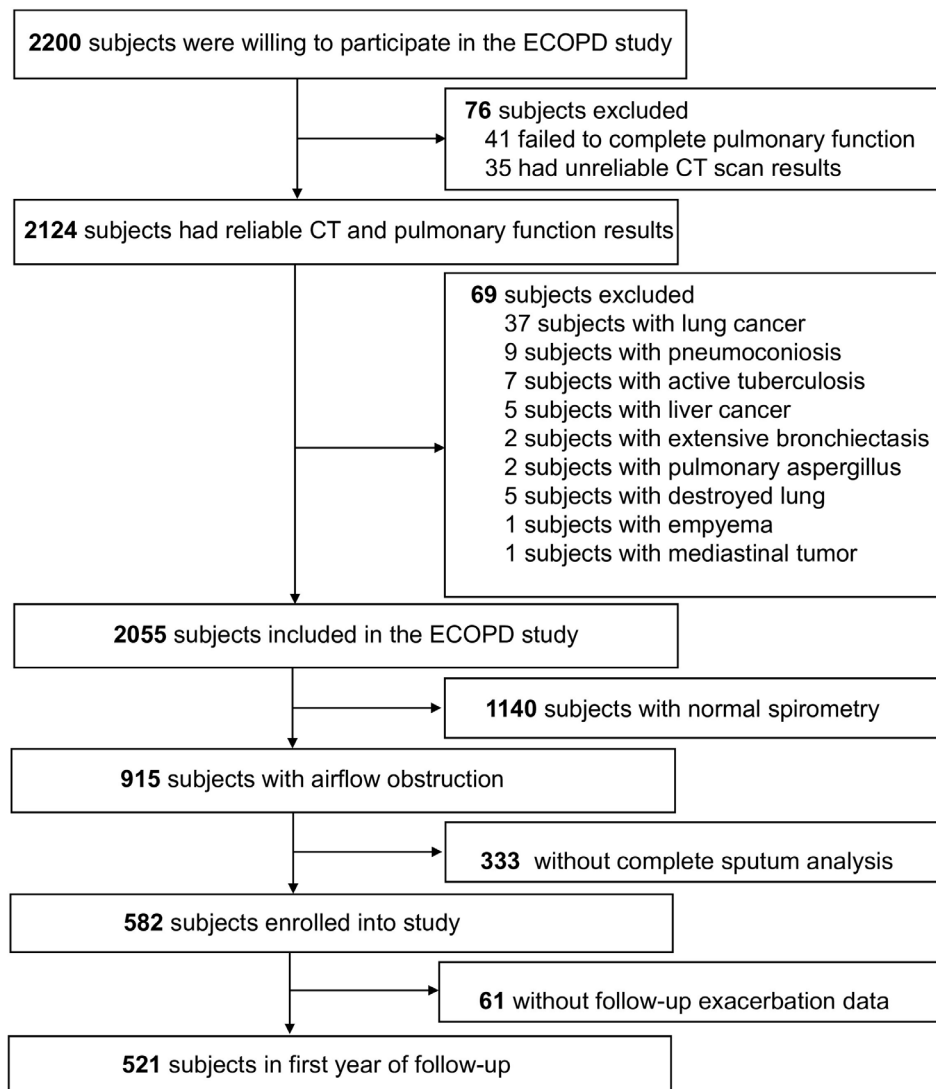 2200 subjects were willing to participate in the ECOPD study
76 subjects excluded
41 failed to complete pulmonary function
35 had unreliable CT scan results
2124 subjects had reliable CT and pulmonary function results
69 subjects excluded
37 subjects with lung cancer
9 subjects with pneumoconiosis
7 subjects with active tuberculosis
5 subjects with liver cancer
2 subjects with extensive bronchiectasis
2 subjects with pulmonary aspergillus
5 subjects with destroyed lung
1 subjects with empyema
1 subjects with mediastinal tumor
2055 subjects included in the ECOPD study
1140 subjects with normal spirometry
915 subjects with airflow obstruction
333 without complete sputum analysis
582 subjects enrolled into study
61 without follow-up exacerbation data
521 subjects in first year of follow-up